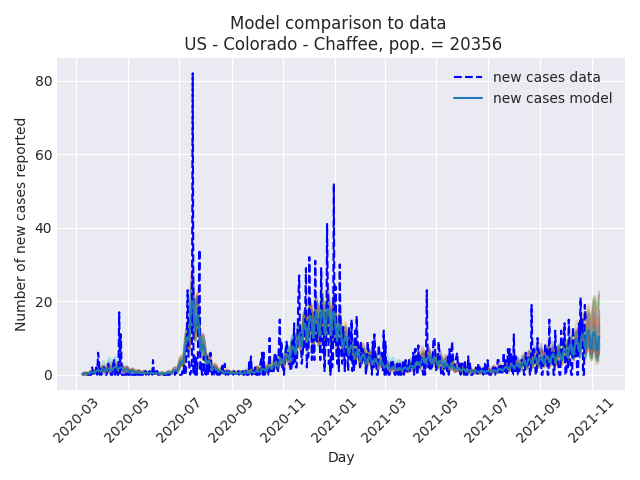 Model comparison to data
US - Colorado - Chaffee, pop. = 20356
new cases data
new cases model
Number of new cases reported
80
60
40
20
0
2020-03
2020-05
2020-07
2020-09
2020-11
2021-01
2021-03
2021-05
2021-07
2021-09
2021-11
Day